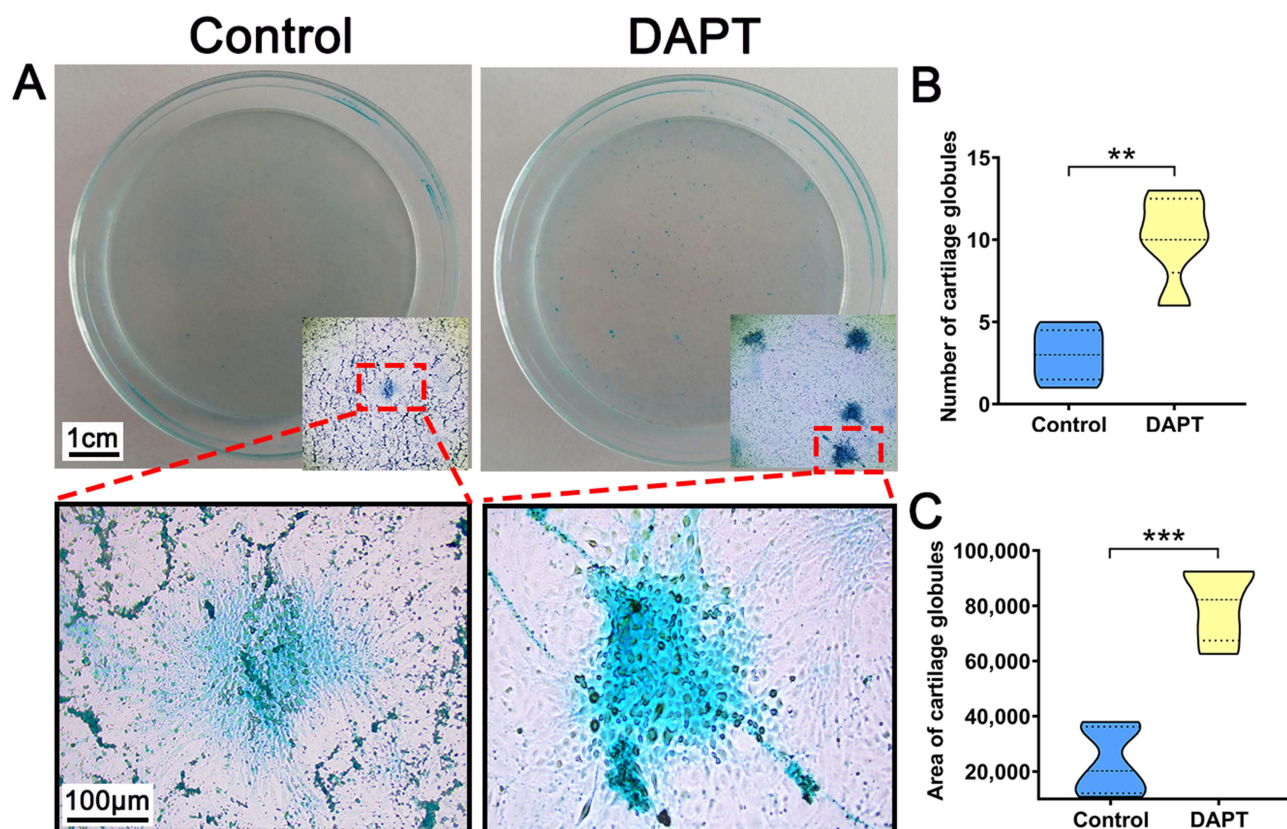 Control
DAPT
A
1cm
100μm
B
Number of cartilage globules
15
10
5
0
**
Control
DAPT
C
Area of cartilage globules
100,000
80,000
60,000
40,000
20,000
***
Control
DAPT